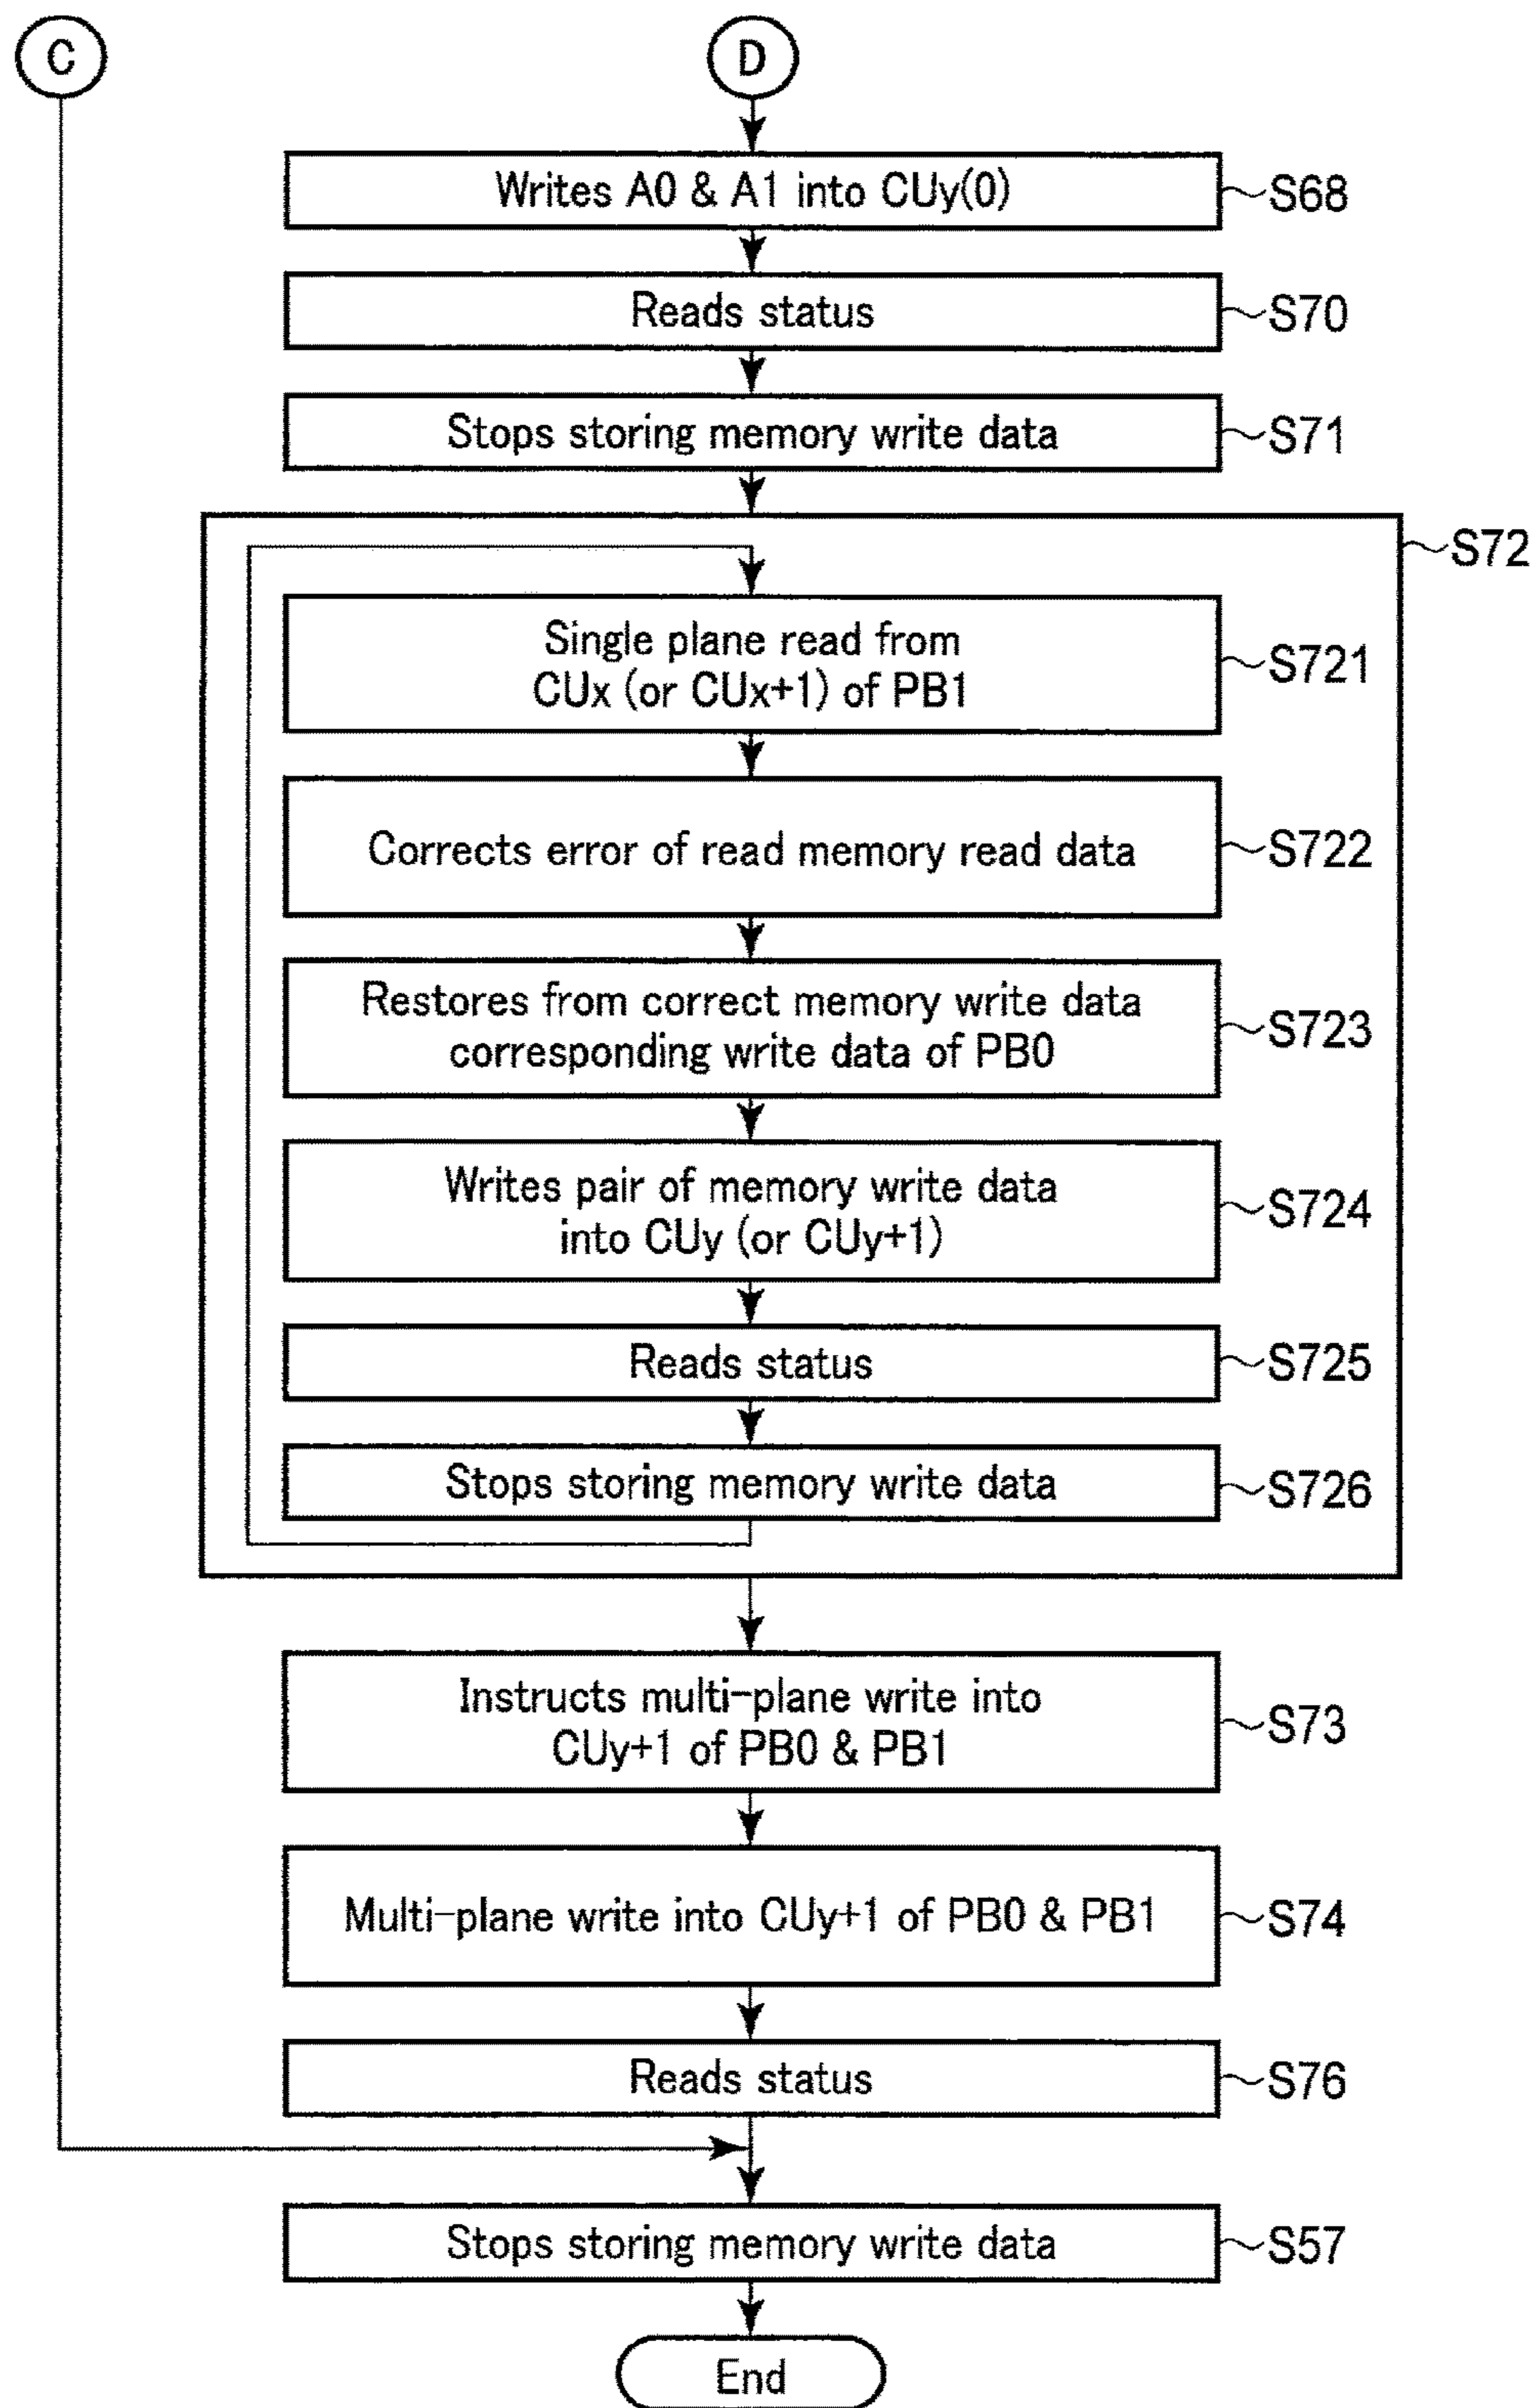 C
D
Writes A0 & A1 into CUy(0)
S68
Reads status
S70
Stops storing memory write data
S71
S72
Single plane read from
CUx (or CUx+1) of PB1
S721
Corrects error of read memory read data
S722
Restores from correct memory write data
corresponding write data of PB0
S723
Writes pair of memory write data
into CUy (or CUy+1)
S724
Reads status
S725
Stops storing memory write data
S726
Instructs multi-plane write into
CUy+1 of PB0 & PB1
S73
Multi-plane write into CUy+1 of PB0 & PB1
S74
Reads status
S76
Stops storing memory write data
S57
End